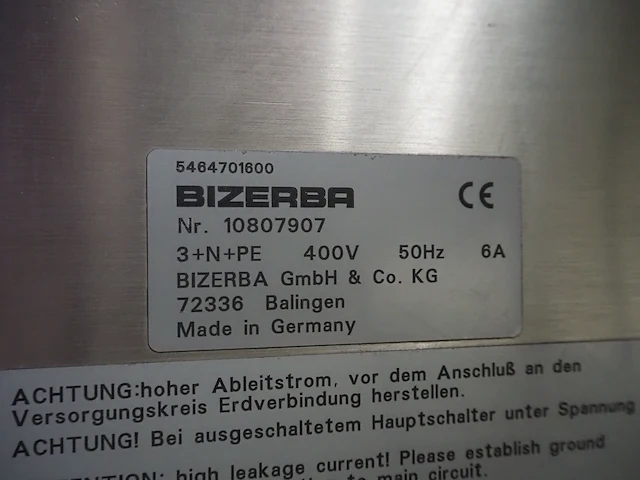 5464701600
BIZERBA CE
Nr. 10807907
3+N+PE 400V 50Hz 6A
BIZERBA GmbH & Co. KG
72336 Balingen
Made in Germany
ACHTUNG:hoher Ableitstrom, vor dem Anschluß an den
Versorgungskreis Erdverbindung herstellen.
ACHTUNG! Bei ausgeschaltetem Hauptschalter unter Spannung
high leakage current! Please establish ground
to main circuit.